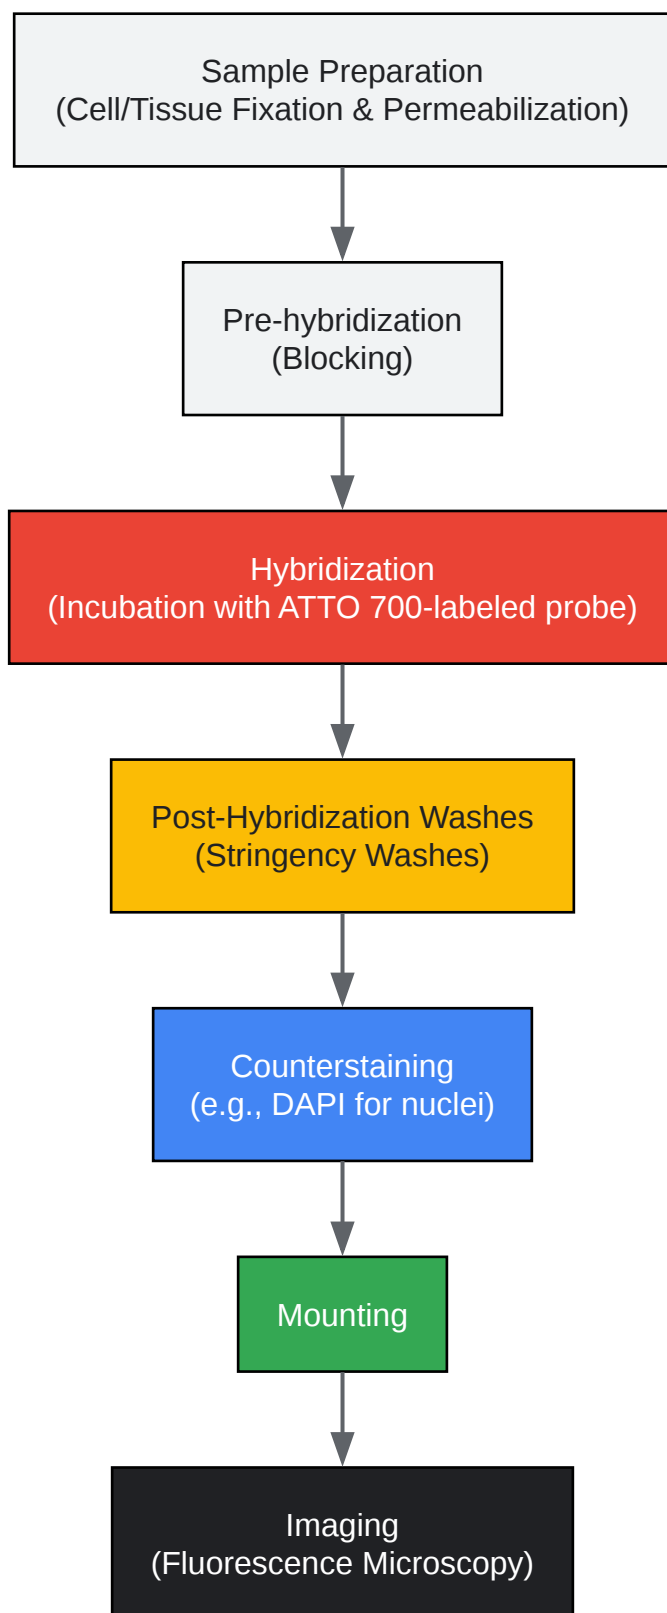 Sample Preparation
(Cell/Tissue Fixation & Permeabilization)
Pre-hybridization
(Blocking)
Hybridization
(Incubation with ATTO 700-labeled probe)
Post-Hybridization Washes
(Stringency Washes)
Counterstaining
(e.g., DAPI for nuclei)
Mounting
Imaging
(Fluorescence Microscopy)